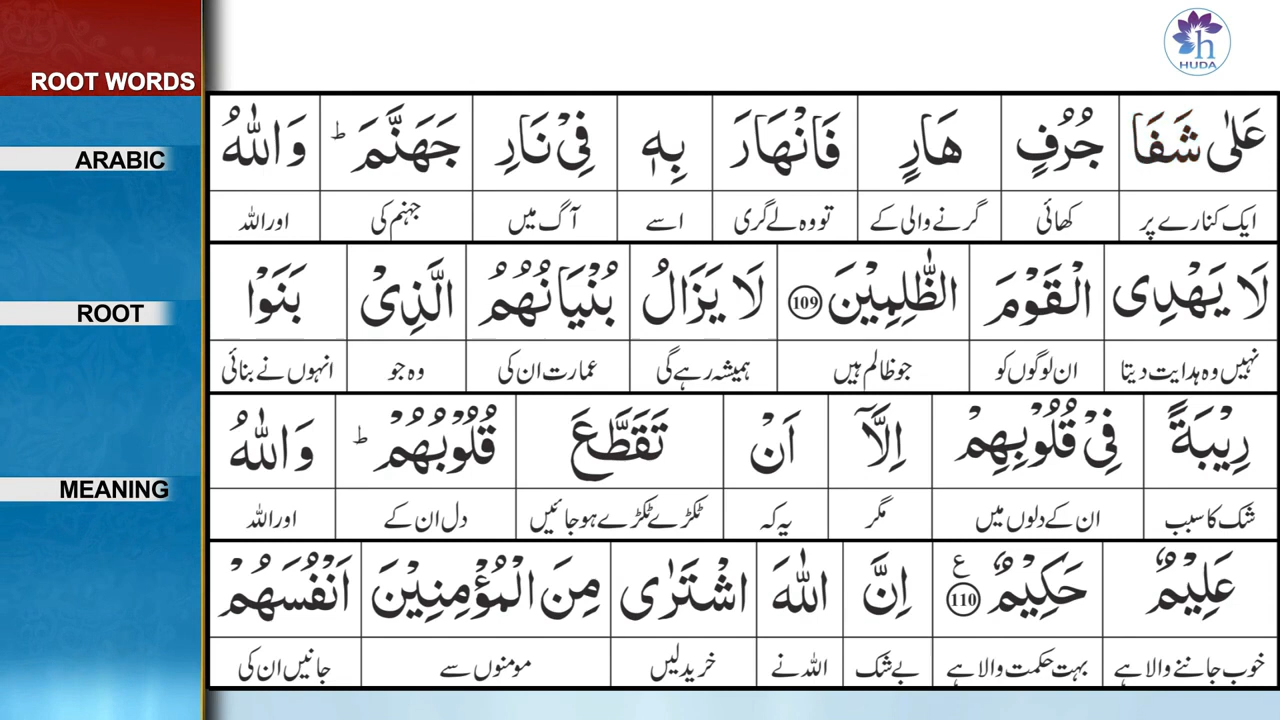 ROOT WORDS
ARABIC
ROOT
MEANING
HUDA
عَلٰى شَفَا جُرُفٍ هَارٍ فَانْهَارَ بِهٖ فِىْ نَارِ جَهَنَّمَ ؕ وَاللّٰهُ
ایک کنارے پر کھائی گرنے والی کے تو وہ لے گری اسے آگ میں جہنم کی اور اللہ
لَا يَهْدِى الْقَوْمَ الظّٰلِمِيْنَ 109 لَا يَزَالُ بُنْيَانُهُمُ الَّذِىْ بَنَوْا
نہیں وہ ہدایت دیتا ان لوگوں کو جو ظالم ہیں ہمیشہ رہے گی عمارت ان کی وہ جو انہوں نے بنائی
رِيْبَةً فِىْ قُلُوْبِهِمْ اِلَّاۤ اَنْ تَقَطَّعَ قُلُوْبُهُمْ ؕ وَاللّٰهُ
شک کا سبب ان کے دلوں میں مگر یہ کہ ٹکڑے ٹکڑے ہو جائیں دل ان کے اور اللہ
عَلِيْمٌ حَكِيْمٌ ع 110 اِنَّ اللّٰهَ اشْتَرٰى مِنَ الْمُؤْمِنِيْنَ اَنْفُسَهُمْ
خوب جاننے والا ہے بہت حکمت والا ہے بے شک اللہ نے خرید لیں مومنوں سے جانیں ان کی